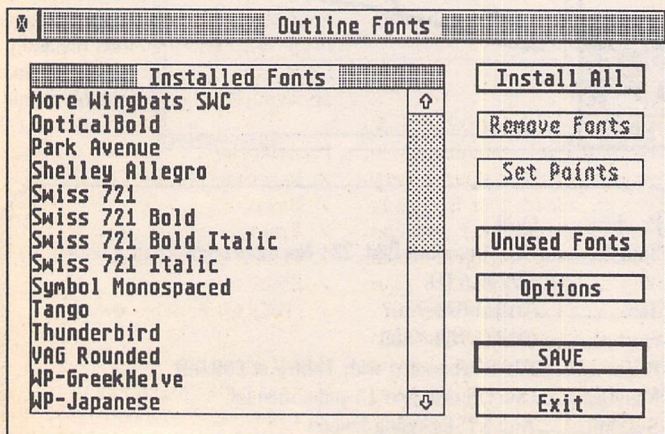 Outline Fonts
Installed Fonts
More Wingbats SWC
OpticalBold
Park Avenue
Shelley Allegro
Swiss 721
Swiss 721 Bold
Swiss 721 Bold Italic
Swiss 721 Italic
Symbol Monospaced
Tango
Thunderbird
VAG Rounded
WP-GreekHelve
WP-Japanese
Install All
Remove Fonts
Set Points
Unused Fonts
Options
SAVE
Exit